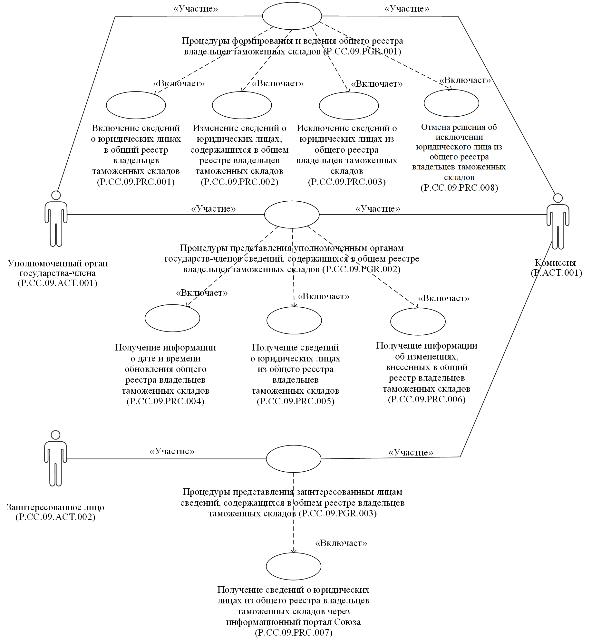 «Участие»
«Участие»
Процедуры формирования и ведения общего реестра
владельцев таможенных складов (P.CC.09.PGR.001)
«Включает»
«Включает»
«Включает»
«Включает»
Включение сведений
о юридических лицах
в общий реестр
владельцев
таможенных складов
(P.CC.09.PRC.001)
Изменение сведений о
юридических лицах,
содержащихся в общем
реестре владельцев
таможенных складов
(P.CC.09.PRC.002)
Исключение сведений о
юридических лицах из
общего реестра
владельцев таможенных
складов
(P.CC.09.PRC.003)
Отмена решения об
исключении
юридического лица из
общего реестра
владельцев таможенных
складов
(P.CC.09.PRC.008)
«Участие»
«Участие»
Уполномоченный орган
государства-члена
(P.CC.09.ACT.001)
Процедуры представления уполномоченным органам
государств-членов сведений, содержащихся в общем реестре
владельцев таможенных складов (P.CC.09.PGR.002)
Комиссия
(P.ACT.001)
«Включает»
«Включает»
«Включает»
Получение информации
о дате и времени
обновления общего
реестра владельцев
таможенных складов
(P.CC.09.PRC.004)
Получение сведений
о юридических лицах
из общего реестра
владельцев
таможенных складов
(P.CC.09.PRC.005)
Получение информации
об изменениях,
внесенных в общий
реестр владельцев
таможенных складов
(P.CC.09.PRC.006)
«Участие»
«Участие»
Заинтересованное лицо
(P.CC.09.ACT.002)
Процедуры представления заинтересованным лицам
сведений, содержащихся в общем реестре владельцев
таможенных складов (P.CC.09.PGR.003)
«Включает»
Получение сведений о юридических
лицах из общего реестра владельцев
таможенных складов через
информационный портал Союза
(P.CC.09.PRC.007)